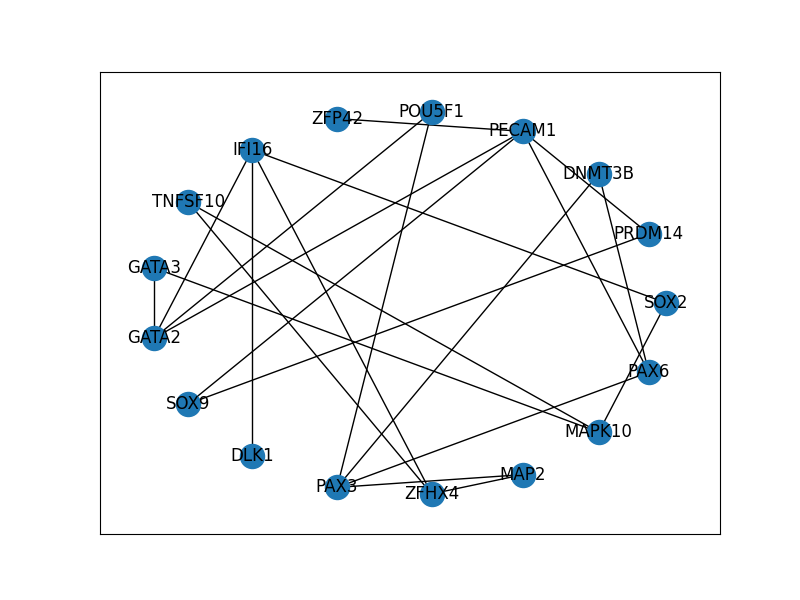 POU5F1
ZFP42
PECAM1
IFI16
DNMT3B
TNFSF10
PRDM14
GATA3
SOX2
GATA2
PAX6
SOX9
MAPK10
DLK1
MAP2
PAX3
ZFHX4